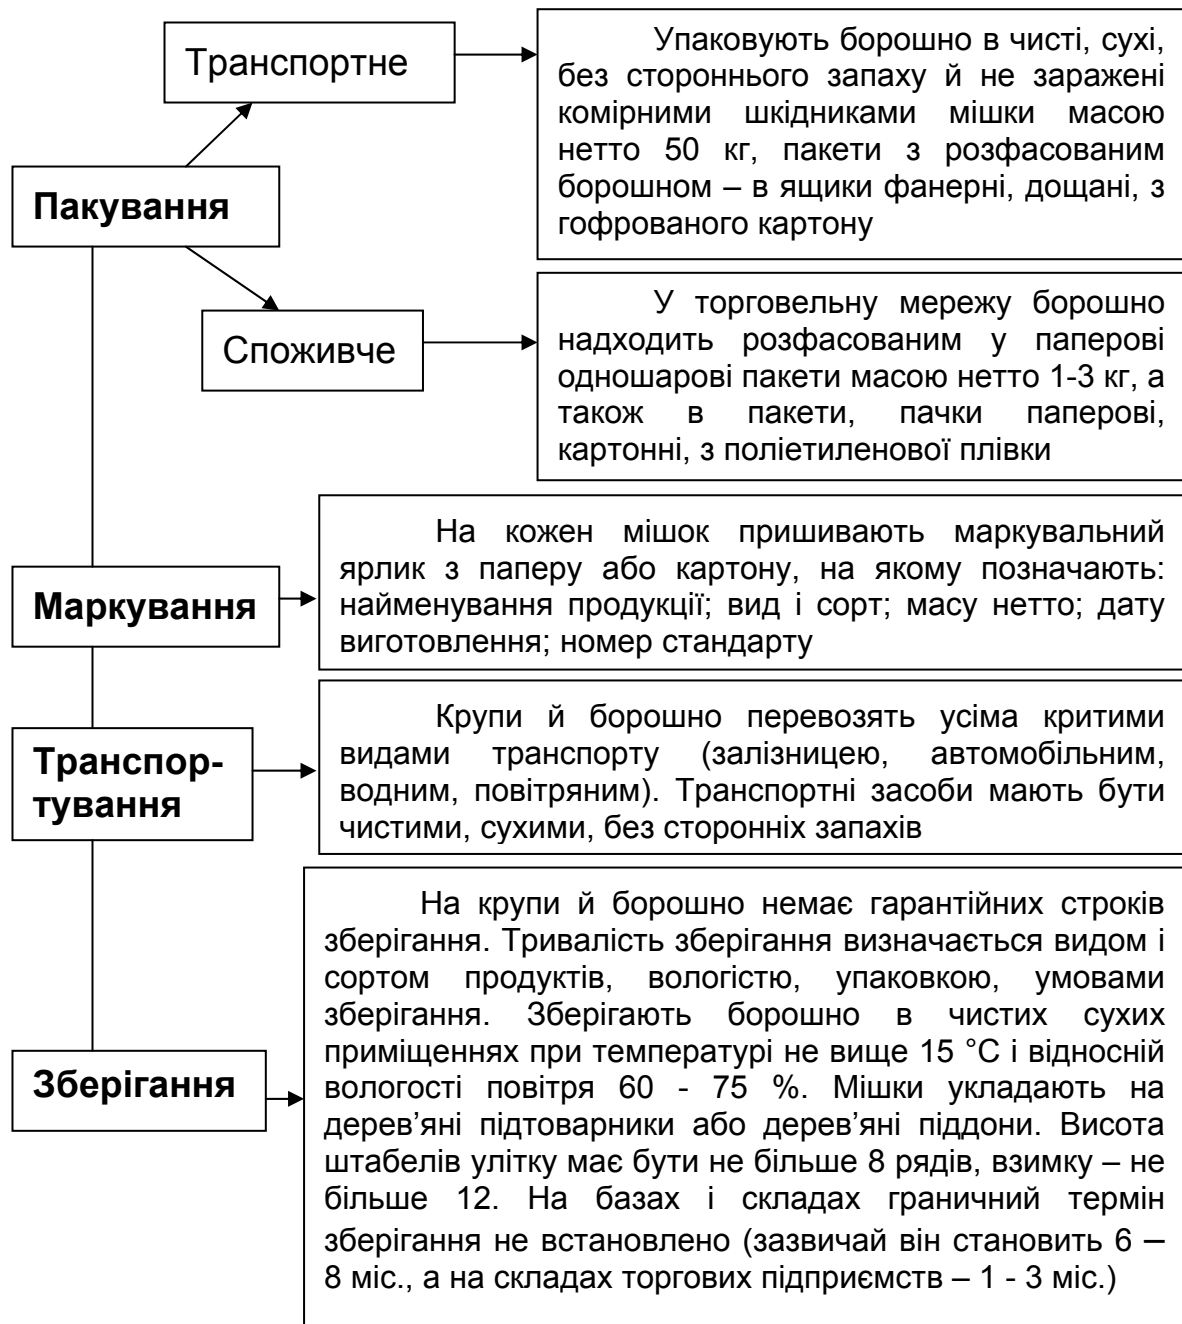 Транспортне
Упаковують борошно в чисті, сухі,
без стороннього запаху й не заражені
комірними шкідниками мішки масою
нетто 50 кг, пакети з розфасованим
борошном – в ящики фанерні, дощані, з
гофрованого картону
Пакування
Споживче
У торговельну мережу борошно
надходить розфасованим у паперові
одношарові пакети масою нетто 1-3 кг, а
також в пакети, пачки паперові,
картонні, з поліетиленової плівки
Маркування
На кожен мішок пришивають маркувальний
ярлик з паперу або картону, на якому позначають:
найменування продукції; вид і сорт; масу нетто; дату
виготовлення; номер стандарту
Транспор-
тування
Крупи й борошно перевозять усіма критими
видами транспорту (залізницею, автомобільним,
водним, повітряним). Транспортні засоби мають бути
чистими, сухими, без сторонніх запахів
Зберігання
На крупи й борошно немає гарантійних строків
зберігання. Тривалість зберігання визначається видом і
сортом продуктів, вологістю, упаковкою, умовами
зберігання. Зберігають борошно в чистих сухих
приміщеннях при температурі не вище 15 °С і відносній
вологості повітря 60 - 75 %. Мішки укладають на
дерев’яні підтоварники або дерев’яні піддони. Висота
штабелів улітку має бути не більше 8 рядів, взимку – не
більше 12. На базах і складах граничний термін
зберігання не встановлено (зазвичай він становить 6 –
8 міс., а на складах торгових підприємств – 1 - 3 міс.)